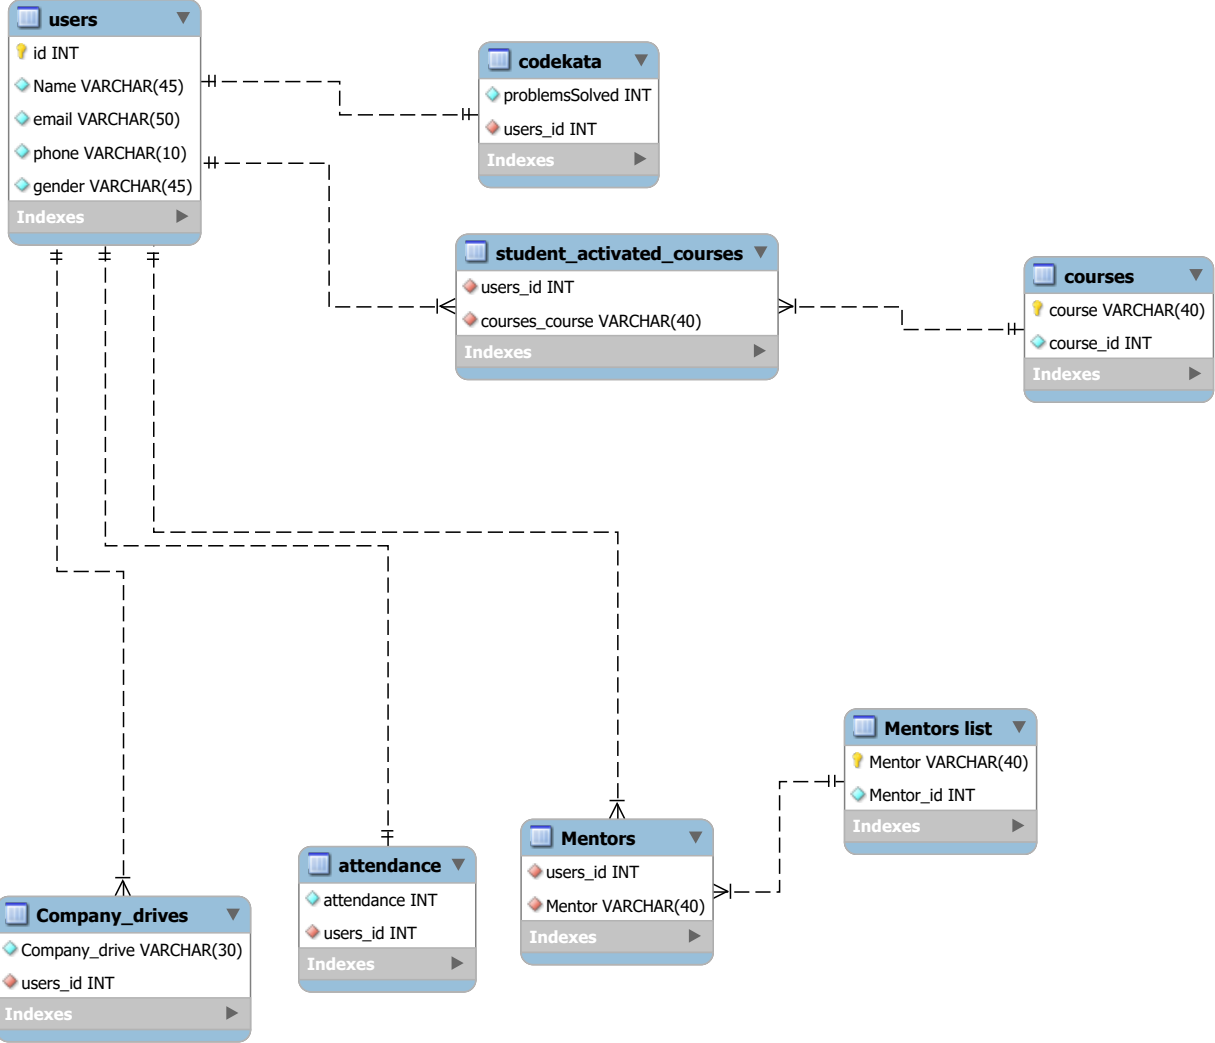 users
id INT
Name VARCHAR(45)
email VARCHAR(50)
phone VARCHAR(10)
gender VARCHAR(45)
Indexes
codekata
problemsSolved INT
users_id INT
Indexes
student_activated_courses
users_id INT
courses_course VARCHAR(40)
Indexes
courses
course VARCHAR(40)
course_id INT
Indexes
Mentors list
Mentor VARCHAR(40)
Mentor_id INT
Indexes
Mentors
users_id INT
Mentor VARCHAR(40)
Indexes
attendance
attendance INT
users_id INT
Indexes
Company_drives
Company_drive VARCHAR(30)
users_id INT
Indexes